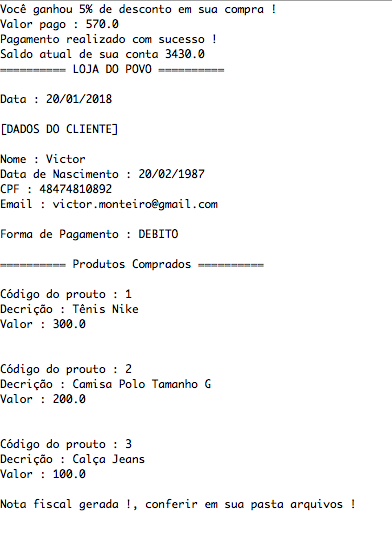 Você ganhou 5% de desconto em sua compra !
Valor pago : 570.0
Pagamento realizado com sucesso !
Saldo atual de sua conta 3430.0
========== LOJA DO POVO ==========
Data : 20/01/2018
[DADOS DO CLIENTE]
Nome : Victor
Data de Nascimento : 20/02/1987
CPF : 48474810892
Email : victor.monteiro@gmail.com
Forma de Pagamento : DEBITO
========== Produtos Comprados ==========
Código do prouto : 1
Decrição : Tênis Nike
Valor : 300.0
Código do prouto : 2
Decrição : Camisa Polo Tamanho G
Valor : 200.0
Código do prouto : 3
Decrição : Calça Jeans
Valor : 100.0
Nota fiscal gerada !, conferir em sua pasta arquivos !